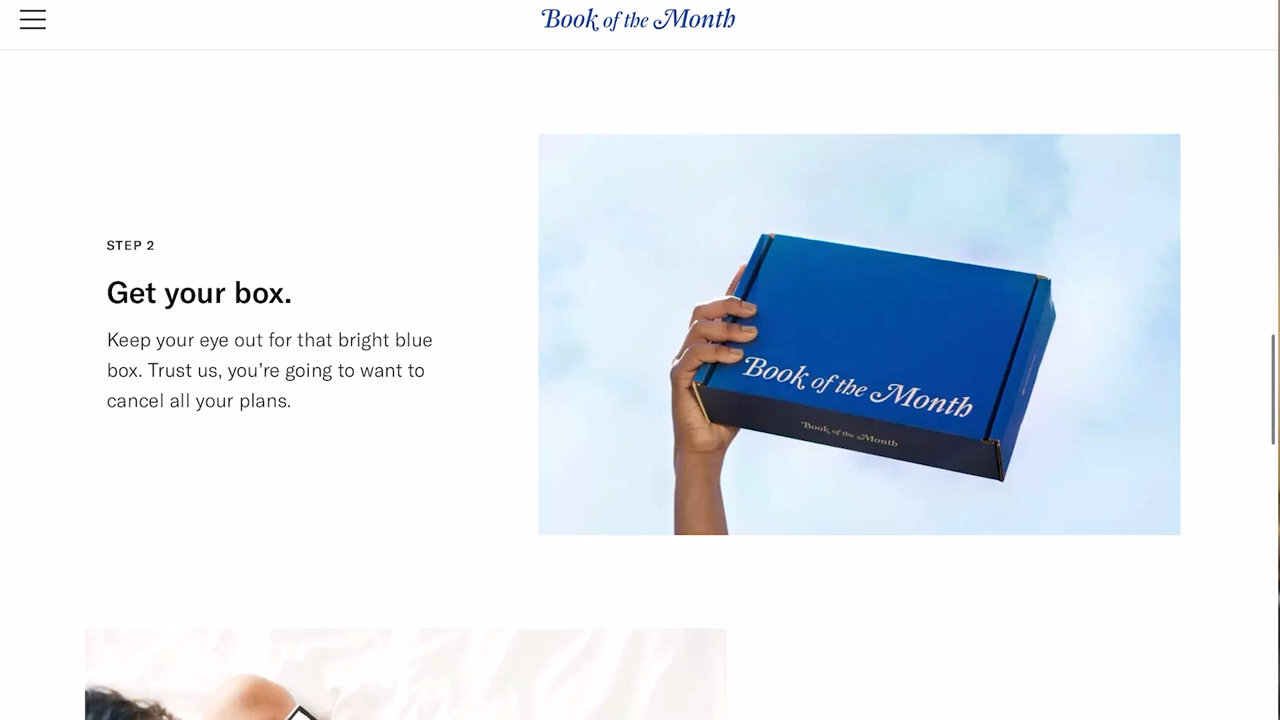 Book of the Month
STEP 2
Get your box.
Keep your eye out for that bright blue
box. Trust us, you're going to want to
cancel all your plans.
Book of the Month
Book of the Month